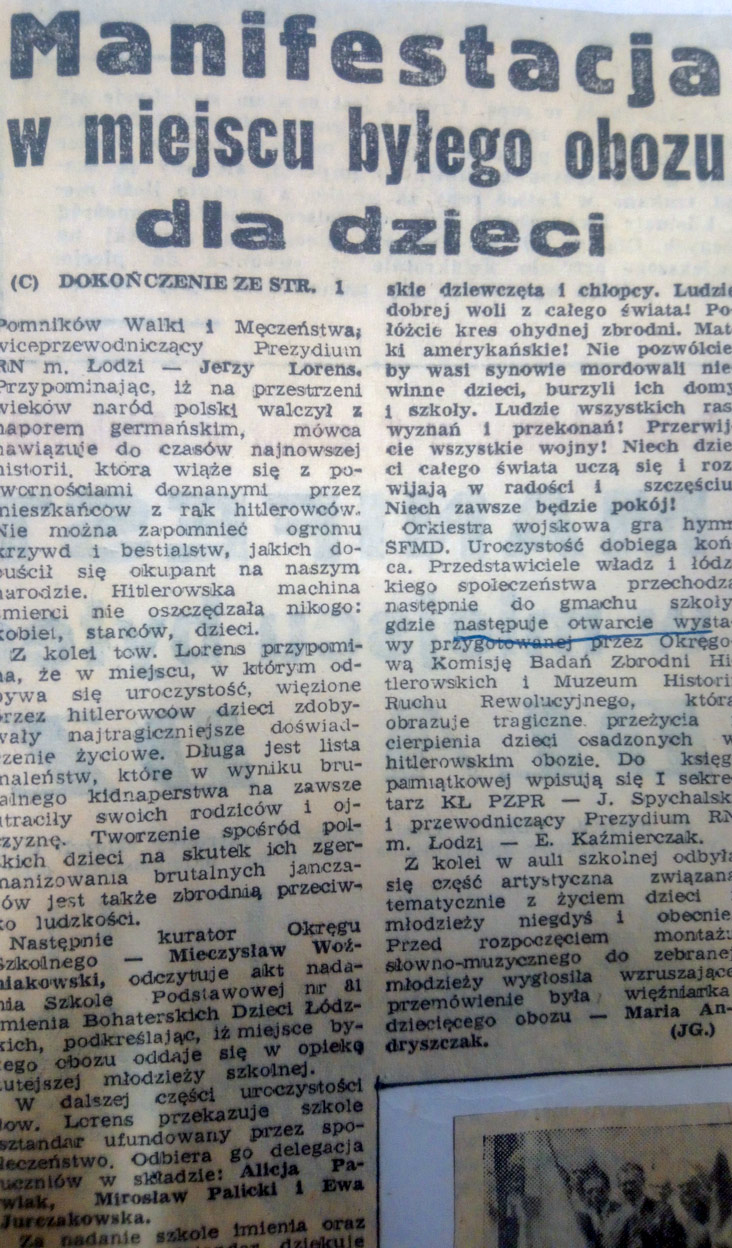 Manifestacja
w miejscu byłego obozu
dla dzieci
(C) DOKOŃCZENIE ZE STR. 1
Pomników Walki i Męczeństwa,
viceprzewodniczący Prezydium
RN m. Łodzi — Jerzy Lorens.
Przypominając, iż na przestrzeni
wieków naród polski walczył z
naporem germańskim, mówca
nawiązuje do czasów najnowszej
historii, która wiąże się z po-
twornościami doznanymi przez
mieszkańców z rąk hitlerowców.
Nie można zapomnieć ogromu
krzywd i bestialstw, jakich do-
puścił się okupant na naszym
narodzie. Hitlerowska machina
śmierci nie oszczędzała nikogo:
kobiet, starców, dzieci.
Z kolei tow. Lorens przypomi-
na, że w miejscu, w którym od-
bywa się uroczystość, więzione
przez hitlerowców dzieci zdoby-
wały najtragiczniejsze doświad-
czenie życiowe. Długa jest lista
maleństw, które w wyniku bru-
talnego kidnaperstwa na zawsze
utraciły swoich rodziców i oj-
czyznę. Tworzenie spośród pol-
skich dzieci na skutek ich zger-
manizowania brutalnych jancza-
rów jest także zbrodnią przeciw-
ko ludzkości.
Następnie kurator Okręgu
Szkolnego — Mieczysław Woź-
niakowski, odczytuje akt nada-
nia Szkole Podstawowej nr 81
imienia Bohaterskich Dzieci Łódz-
kich, podkreślając, iż miejsce by-
łego obozu oddaje się w opiekę
tutejszej młodzieży szkolnej.
W dalszej części uroczystości
tow. Lorens przekazuje szkole
sztandar ufundowany przez spo-
łeczeństwo. Odbiera go delegacja
uczniów w składzie: Alicja Pa-
wlak, Mirosław Palicki i Ewa
Jurczakowska.
Za nadanie szkole imienia oraz
dziękuje
skie dziewczęta i chłopcy. Ludzie
dobrej woli z całego świata! Po-
łóżcie kres ohydnej zbrodni. Mat-
ki amerykańskie! Nie pozwólcie,
by wasi synowie mordowali nie-
winne dzieci, burzyli ich domy
i szkoły. Ludzie wszystkich ras,
wyznań i przekonań! Przerwij-
cie wszystkie wojny! Niech dzie-
ci całego świata uczą się i roz-
wijają w radości i szczęściu.
Niech zawsze będzie pokój!
Orkiestra wojskowa gra hymn
SFMD. Uroczystość dobiega koń-
ca. Przedstawiciele władz i łódz-
kiego społeczeństwa przechodzą
następnie do gmachu szkoły,
gdzie następuje otwarcie wysta-
wy przygotowanej przez Okręgo-
wą Komisję Badań Zbrodni Hi-
tlerowskich i Muzeum Historii
Ruchu Rewolucyjnego, która
obrazuje tragiczne przeżycia
cierpienia dzieci osadzonych w
hitlerowskim obozie. Do księgi
pamiątkowej wpisują się I sekre-
tarz KŁ PZPR — J. Spychalski
i przewodniczący Prezydium RN
m. Łodzi — E. Kaźmierczak.
Z kolei w auli szkolnej odbyła
się część artystyczna związana
tematycznie z życiem dzieci
młodzieży niegdyś i obecnie.
Przed rozpoczęciem montażu
słowno-muzycznego do zebranej
młodzieży wygłosiła wzruszające
przemówienie była więźniarka
dziecięcego obozu — Maria An-
dryszczak.
(JG.)